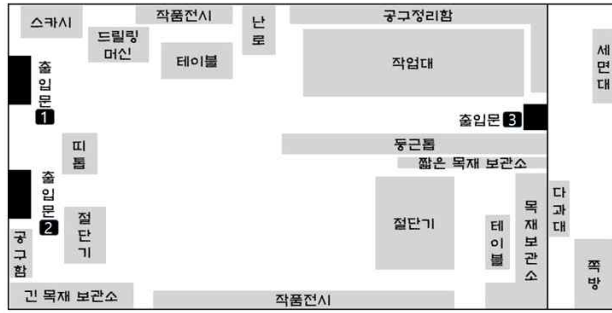 스카시
작품전시
난로
공구정리함
드릴링
머신
테이블
작업대
세면대
출입문 1
출입문 3
띠톱
둥근톱
짧은 목재 보관소
출입문 2
절단기
절단기
테이블
목재보관소
다과대
공구함
쪽방
긴 목재 보관소
작품전시